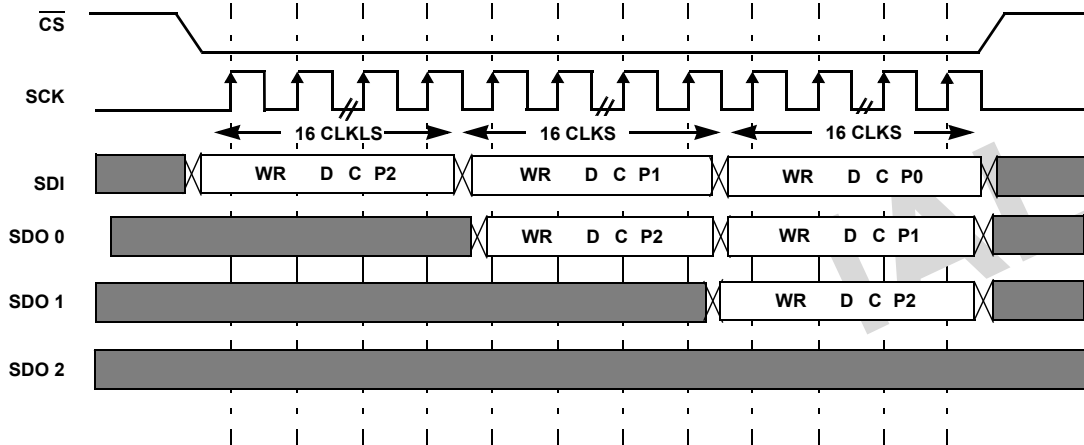 CS
SCK
16 CLKLS 16 CLKS 16 CLKS
SDI WR D C P2 WR D C P1 WR D C P0
SDO 0 WR D C P2 WR D C P1
SDO 1 WR D C P2
SDO 2